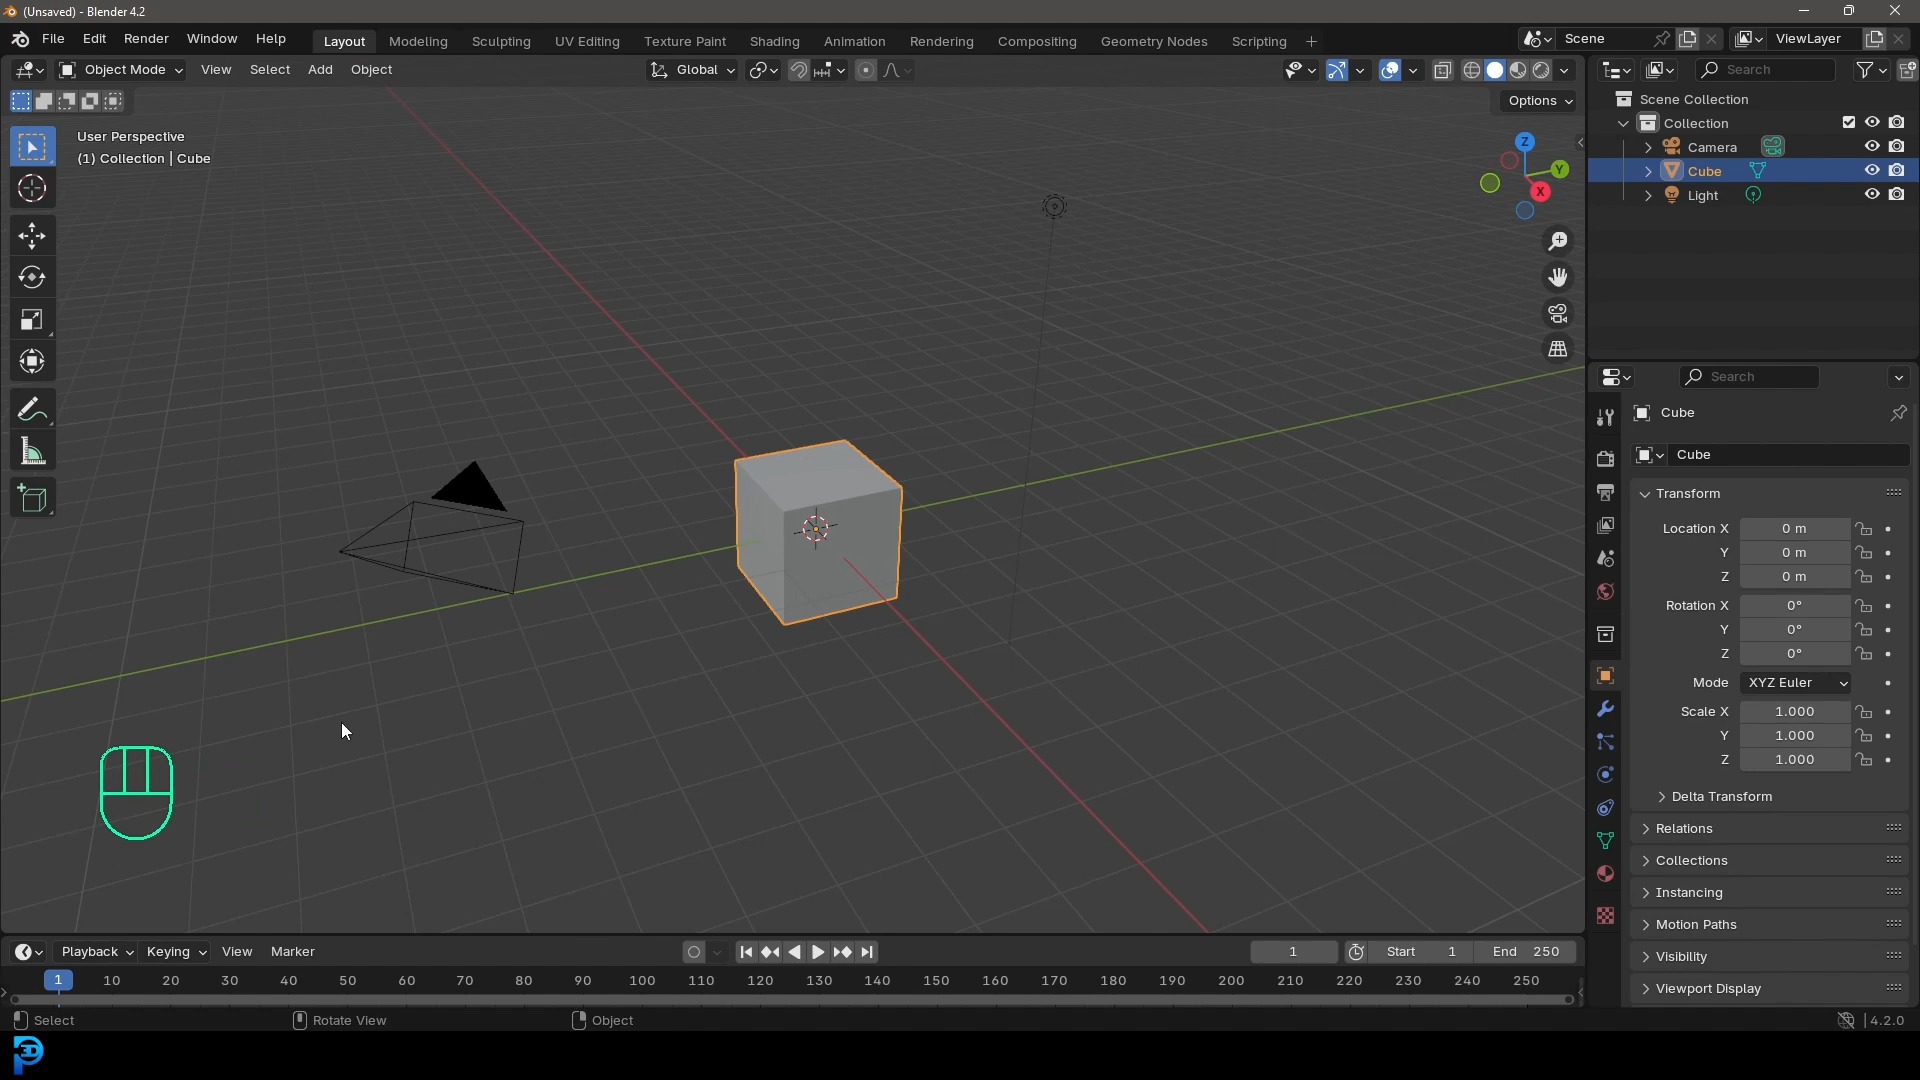 (Unsaved) - Blender 4.2
File Edit Render Window Help Layout Modeling Sculpting UV Editing Texture Paint Shading Animation Rendering Compositing Geometry Nodes Scripting + Scene ViewLayer
Object Mode View Select Add Object Global Search
Options
User Perspective
(1) Collection | Cube
Z
Y
X
Scene Collection
Collection
Camera
Cube
Light
Search
Cube
Cube
Transform
Location X 0 m
Y 0 m
Z 0 m
Rotation X 0°
Y 0°
Z 0°
Mode XYZ Euler
Scale X 1.000
Y 1.000
Z 1.000
Delta Transform
Relations
Collections
Instancing
Motion Paths
Visibility
Viewport Display
Playback Keying View Marker 1 Start 1 End 250
1 10 20 30 40 50 60 70 80 90 100 110 120 130 140 150 160 170 180 190 200 210 220 230 240 250
Select Rotate View Object 4.2.0
3D